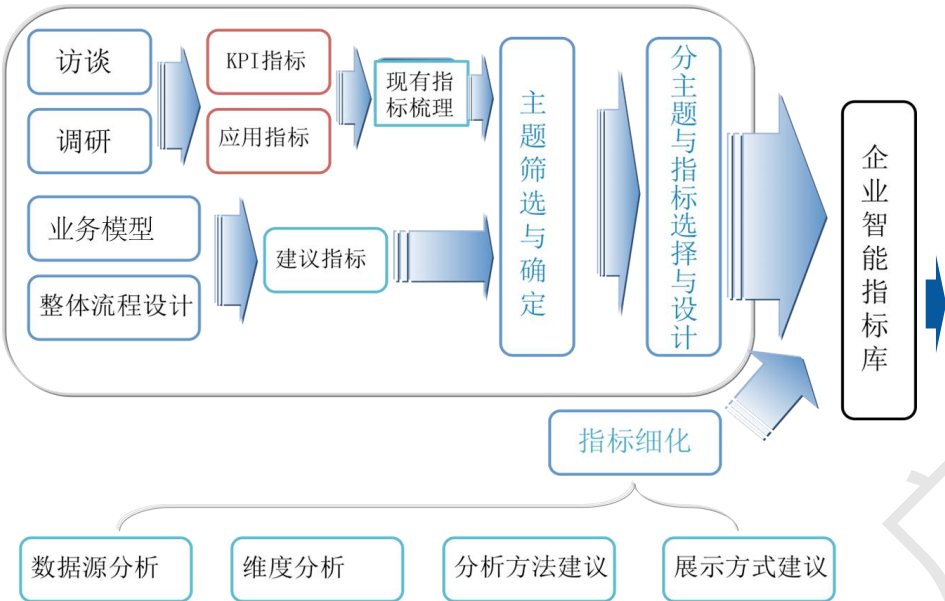 访谈
调研
KPI指标
应用指标
现有指
标梳理
业务模型
整体流程设计
建议指标
主题筛选与确定
分主题与指标选择与设计
企业智能指标库
指标细化
数据源分析
维度分析
分析方法建议
展示方式建议